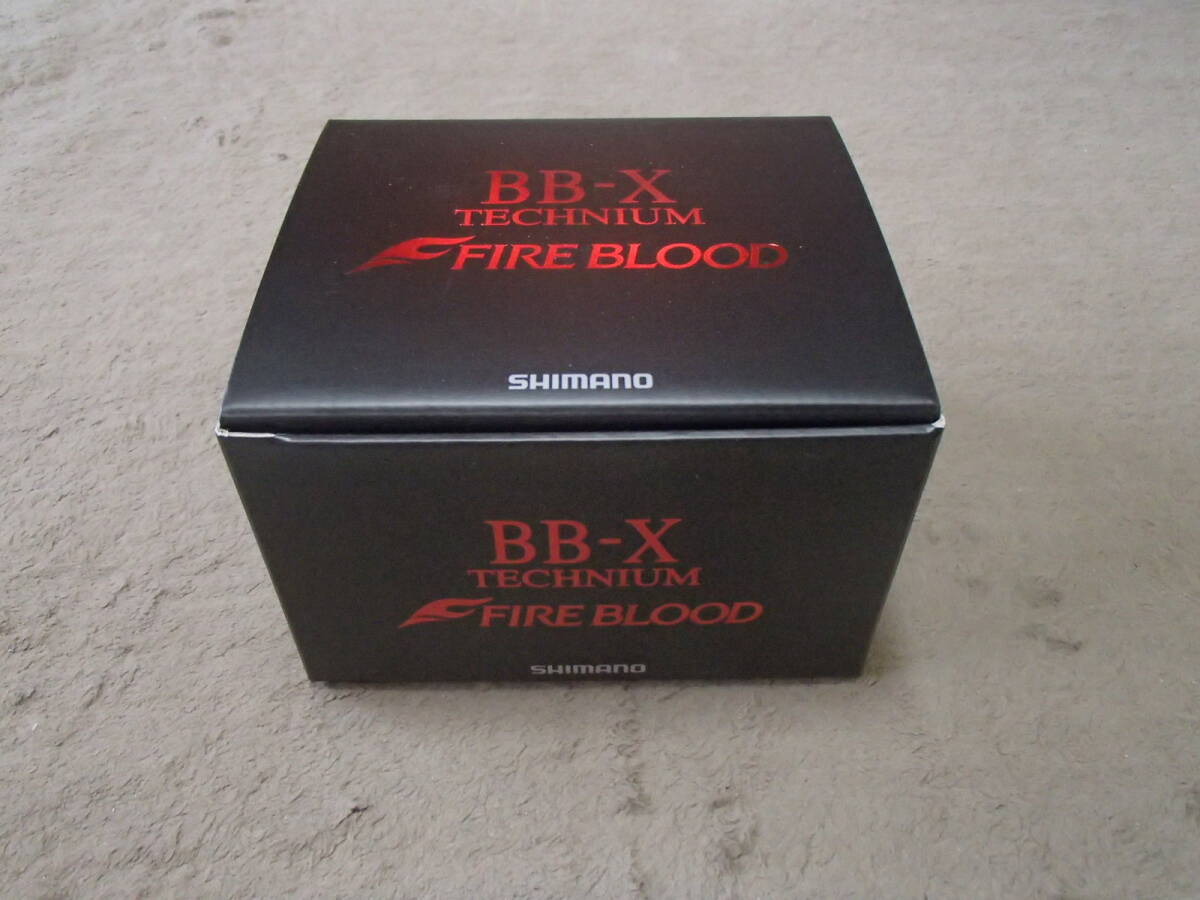 BB-X
TECHNIUM
FIRE BLOOD
SHIMANO
BB-X
TECHNIUM
FIRE BLOOD
SHIMANO